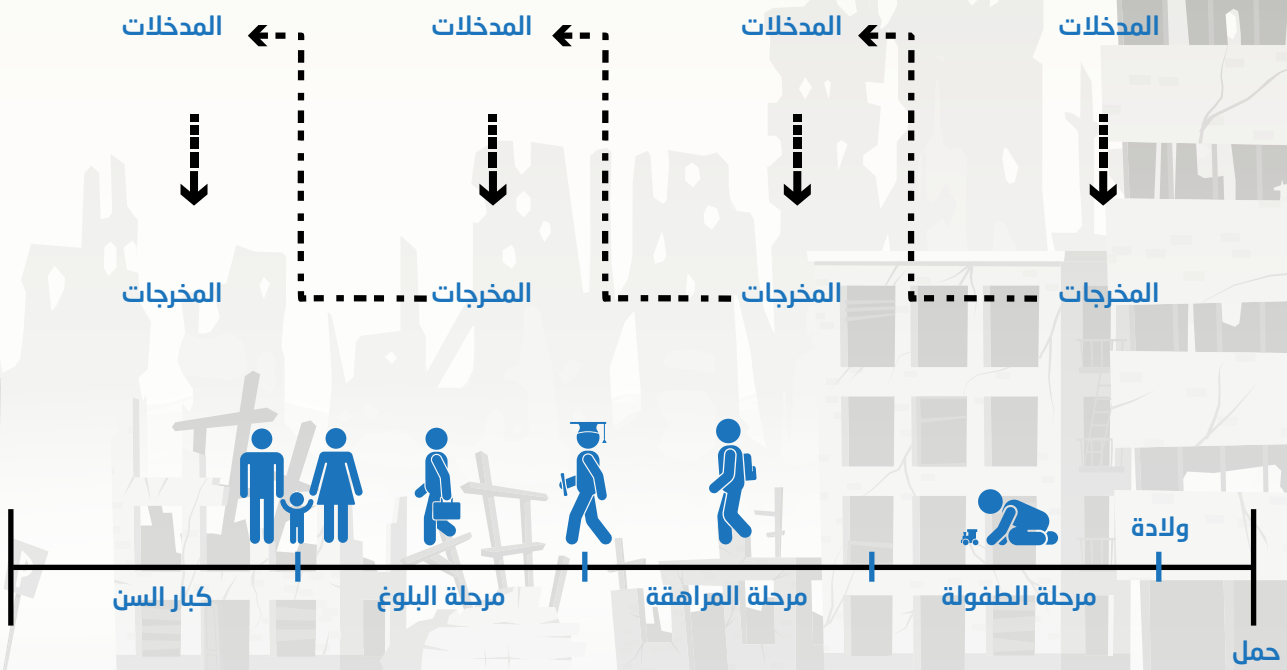 المدخلات
المدخلات
المدخلات
المدخلات
المخرجات
المخرجات
المخرجات
المخرجات
ولادة
مرحلة الطفولة
مرحلة المراهقة
مرحلة البلوغ
كبار السن
حمل